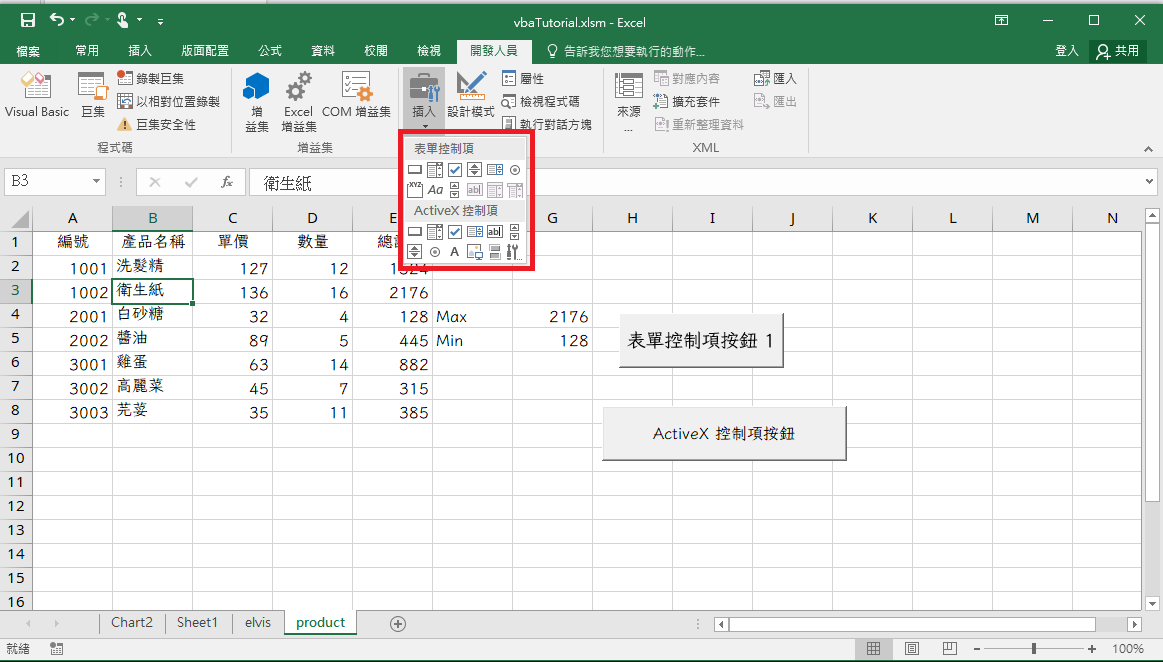 vbaTutorial.xlsm - Excel
檔案 常用 插入 版面配置 公式 資料 校閱 檢視 開發人員 告訴我您想要執行的動作... 登入 共用
錄製巨集 屬性 對應內容 匯入
以相對位置錄製 檢視程式碼 擴充套件 匯出
Visual Basic 巨集 巨集安全性 增益集 Excel 增益集 COM 增益集 插入 設計模式 執行對話方塊 來源... 重新整理資料
程式碼 增益集 XML
表單控制項
XYZ Aa ab|
ActiveX 控制項
ab|
A
B3 fx 衛生紙
A B C D E G H I J K L M N
1 編號 產品名稱 單價 數量
2 1001 洗髮精 127 12
3 1002 衛生紙 136 16 2176
4 2001 白砂糖 32 4 128 Max 2176
5 2002 醬油 89 5 445 Min 128
表單控制項按鈕 1
6 3001 雞蛋 63 14 882
7 3002 高麗菜 45 7 315
8 3003 芫荽 35 11 385
9
ActiveX 控制項按鈕
10
11
12
13
14
15
16
Chart2 Sheet1 elvis product
就緒 100%